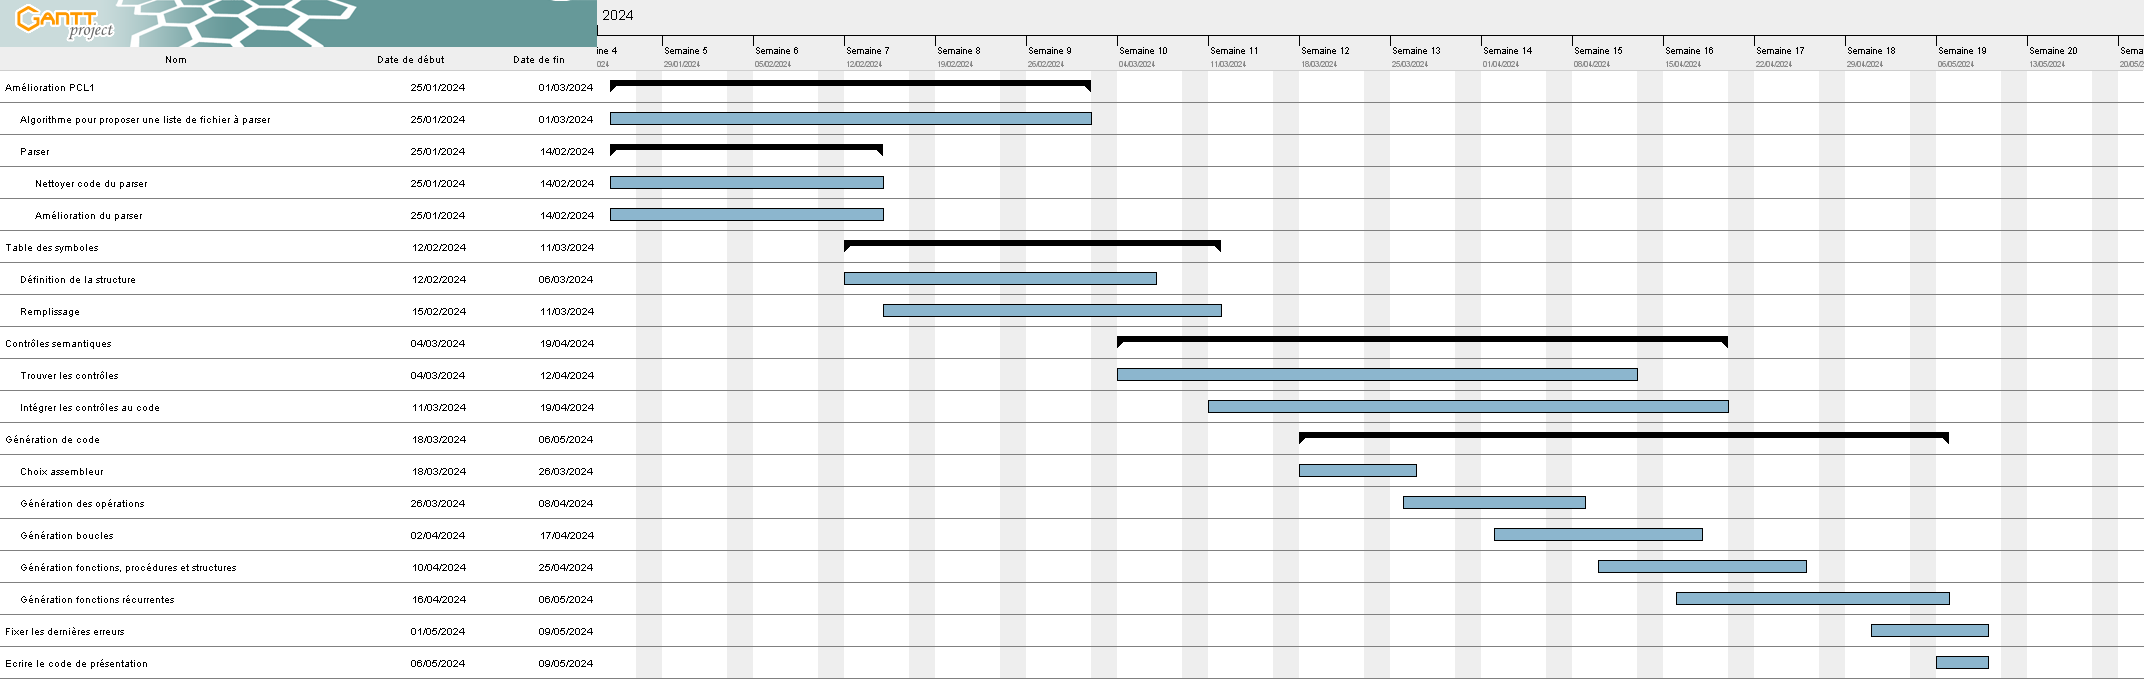 GANTT project
2024
ine 4 Semaine 5 Semaine 6 Semaine 7 Semaine 8 Semaine 9 Semaine 10 Semaine 11 Semaine 12 Semaine 13 Semaine 14 Semaine 15 Semaine 16 Semaine 17 Semaine 18 Semaine 19 Semaine 20 Sema
Nom Date de début Date de fin
024 29/01/2024 05/02/2024 12/02/2024 19/02/2024 26/02/2024 04/03/2024 11/03/2024 18/03/2024 25/03/2024 01/04/2024 08/04/2024 15/04/2024 22/04/2024 29/04/2024 06/05/2024 13/05/2024 20/05/2
Amélioration PCL1 25/01/2024 01/03/2024
Algorithme pour proposer une liste de fichier à parser 25/01/2024 01/03/2024
Parser 25/01/2024 14/02/2024
Nettoyer code du parser 25/01/2024 14/02/2024
Amélioration du parser 25/01/2024 14/02/2024
Table des symboles 12/02/2024 11/03/2024
Définition de la structure 12/02/2024 06/03/2024
Remplissage 15/02/2024 11/03/2024
Contrôles semantiques 04/03/2024 19/04/2024
Trouver les contrôles 04/03/2024 12/04/2024
Intégrer les contrôles au code 11/03/2024 19/04/2024
Génération de code 18/03/2024 06/05/2024
Choix assembleur 18/03/2024 26/03/2024
Génération des opérations 26/03/2024 08/04/2024
Génération boucles 02/04/2024 17/04/2024
Génération fonctions, procédures et structures 10/04/2024 25/04/2024
Génération fonctions récurrentes 16/04/2024 06/05/2024
Fixer les dernières erreurs 01/05/2024 09/05/2024
Ecrire le code de présentation 06/05/2024 09/05/2024